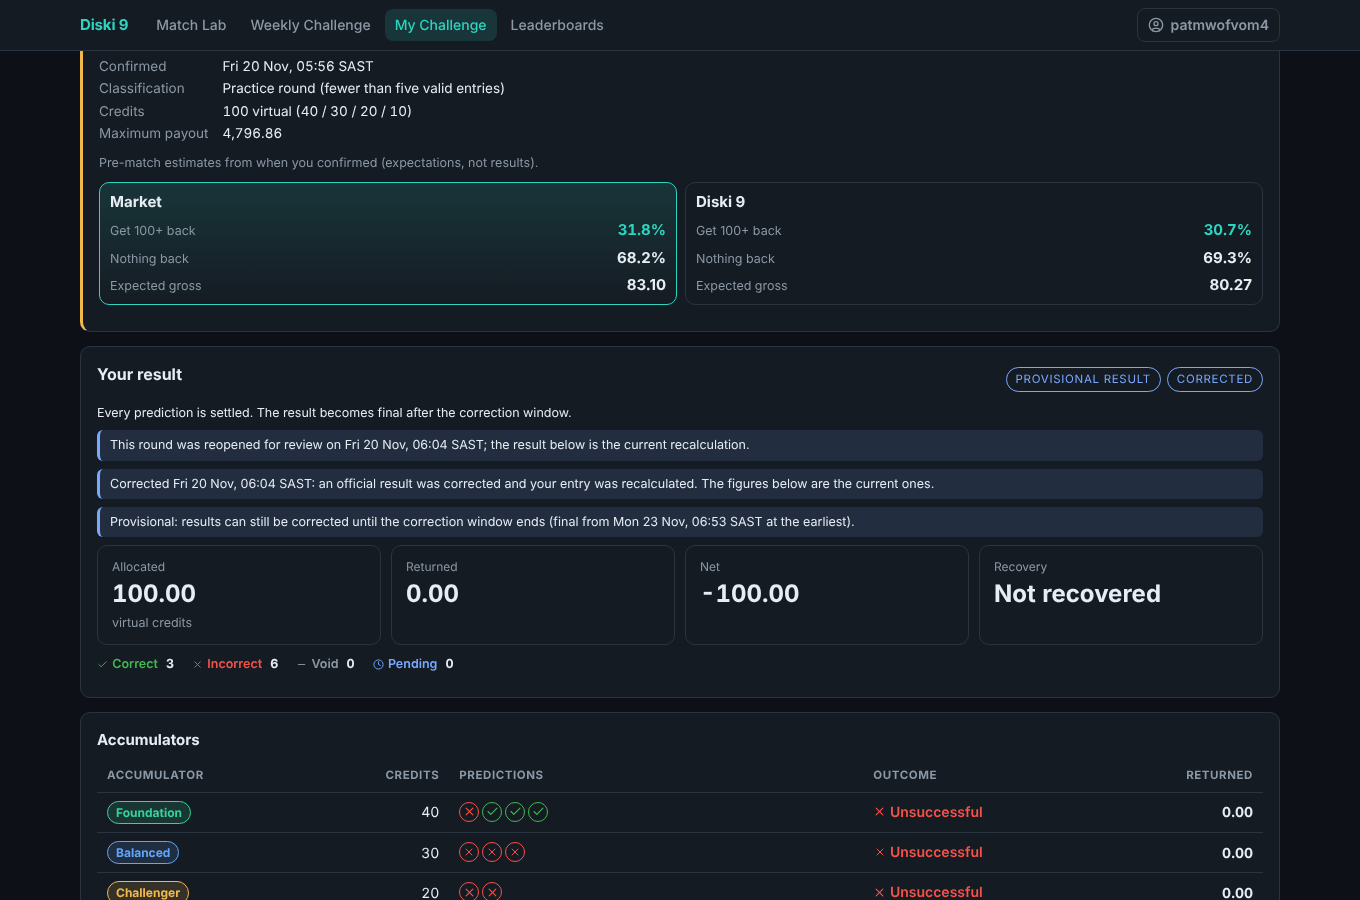 Diski 9 Match Lab Weekly Challenge My Challenge Leaderboards patmwofvom4
Confirmed Fri 20 Nov, 05:56 SAST
Classification Practice round (fewer than five valid entries)
Credits 100 virtual (40 / 30 / 20 / 10)
Maximum payout 4,796.86
Pre-match estimates from when you confirmed (expectations, not results).
Market
Get 100+ back 31.8%
Nothing back 68.2%
Expected gross 83.10
Diski 9
Get 100+ back 30.7%
Nothing back 69.3%
Expected gross 80.27
Your result PROVISIONAL RESULT CORRECTED
Every prediction is settled. The result becomes final after the correction window.
This round was reopened for review on Fri 20 Nov, 06:04 SAST; the result below is the current recalculation.
Corrected Fri 20 Nov, 06:04 SAST: an official result was corrected and your entry was recalculated. The figures below are the current ones.
Provisional: results can still be corrected until the correction window ends (final from Mon 23 Nov, 06:53 SAST at the earliest).
Allocated
100.00
virtual credits
Returned
0.00
Net
-100.00
Recovery
Not recovered
Correct 3 Incorrect 6 Void 0 Pending 0
Accumulators
ACCUMULATOR CREDITS PREDICTIONS OUTCOME RETURNED
Foundation 40 Unsuccessful 0.00
Balanced 30 Unsuccessful 0.00
Challenger 20 Unsuccessful 0.00